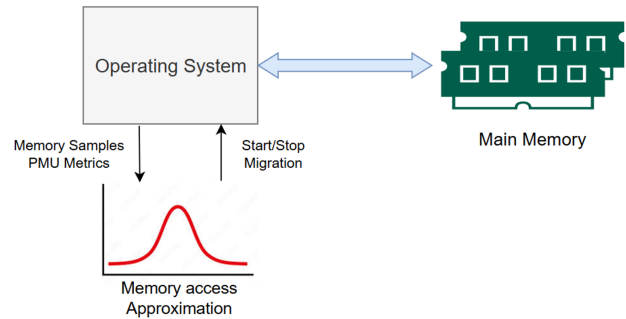 Operating System
Memory Samples
PMU Metrics
Start/Stop
Migration
Main Memory
Memory access
Approximation